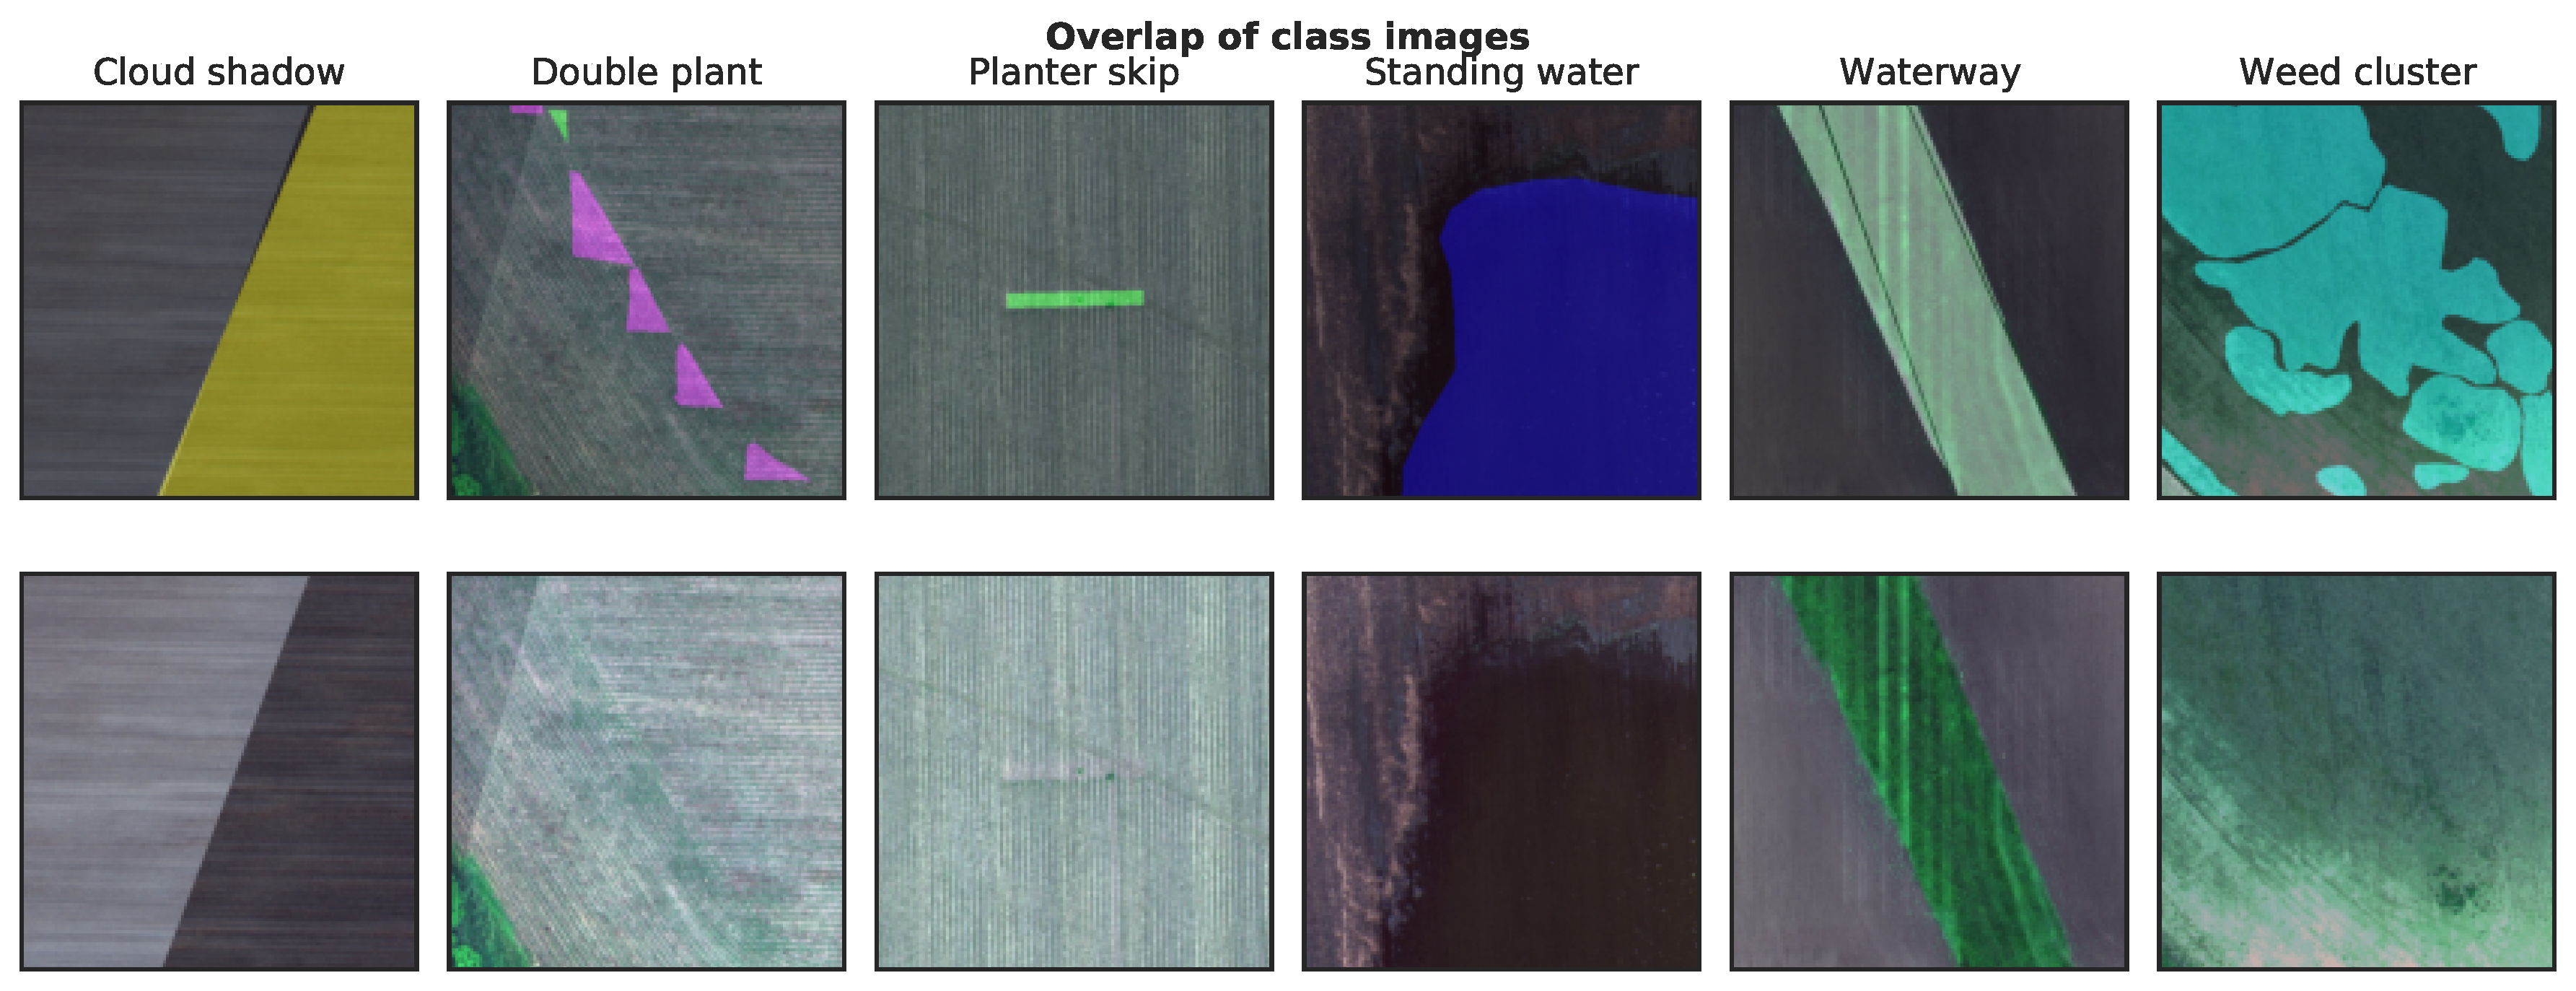 Overlap of class images
Cloud shadow
Double plant
Planter skip
Standing water
Waterway
Weed cluster